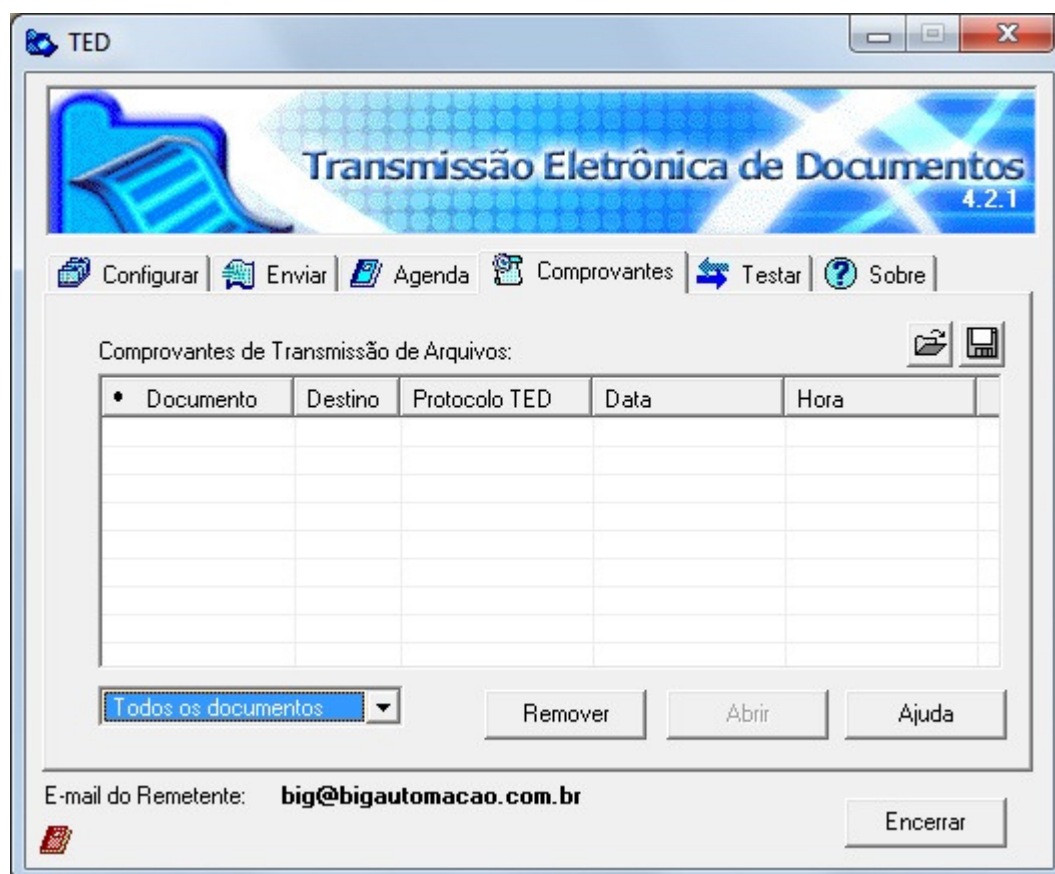 TED
Transmissão Eletrônica de Documentos
4.2.1
Configurar Enviar Agenda Comprovantes Testar Sobre
Comprovantes de Transmissão de Arquivos:
• Documento Destino Protocolo TED Data Hora
Todos os documentos Remover Abrir Ajuda
E-mail do Remetente: big@bigautomacao.com.br
Encerrar